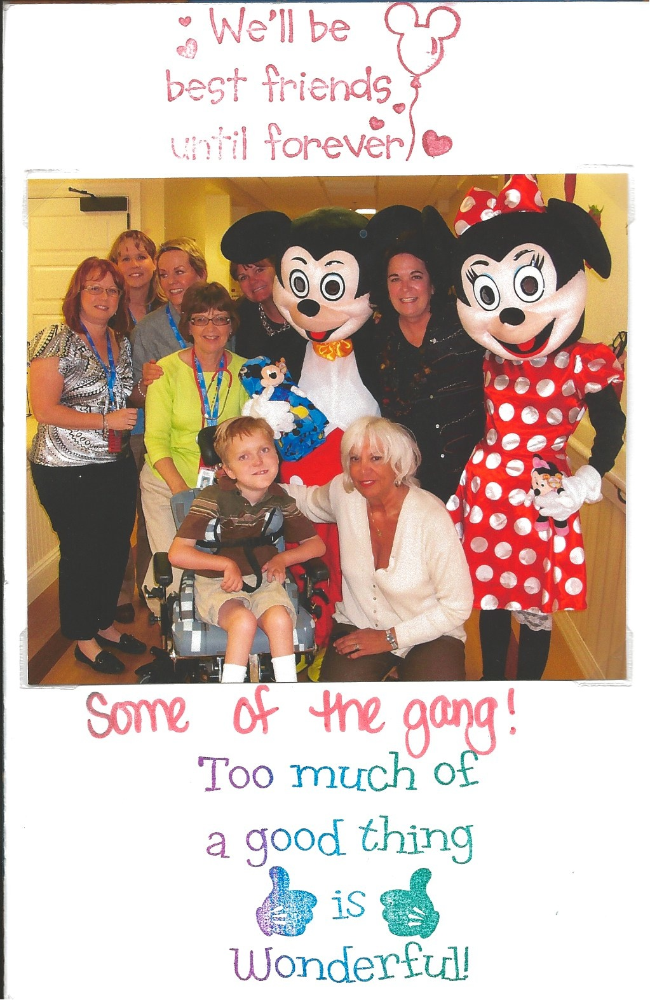 We'll be
best friends
until forever
Some of the gang!
Too much of
a good thing
is
Wonderful!